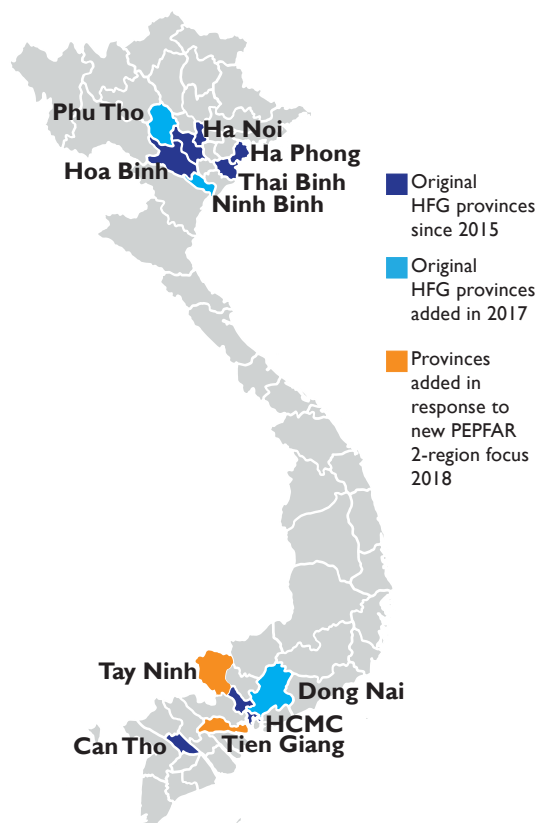 Phu Tho
Ha Noi
Ha Phong
Hoa Binh
Thai Binh
Ninh Binh
Original
HFG provinces
since 2015
Original
HFG provinces
added in 2017
Provinces
added in
response to
new PEPFAR
2-region focus
2018
Tay Ninh
Dong Nai
HCMC
Can Tho
Tien Giang